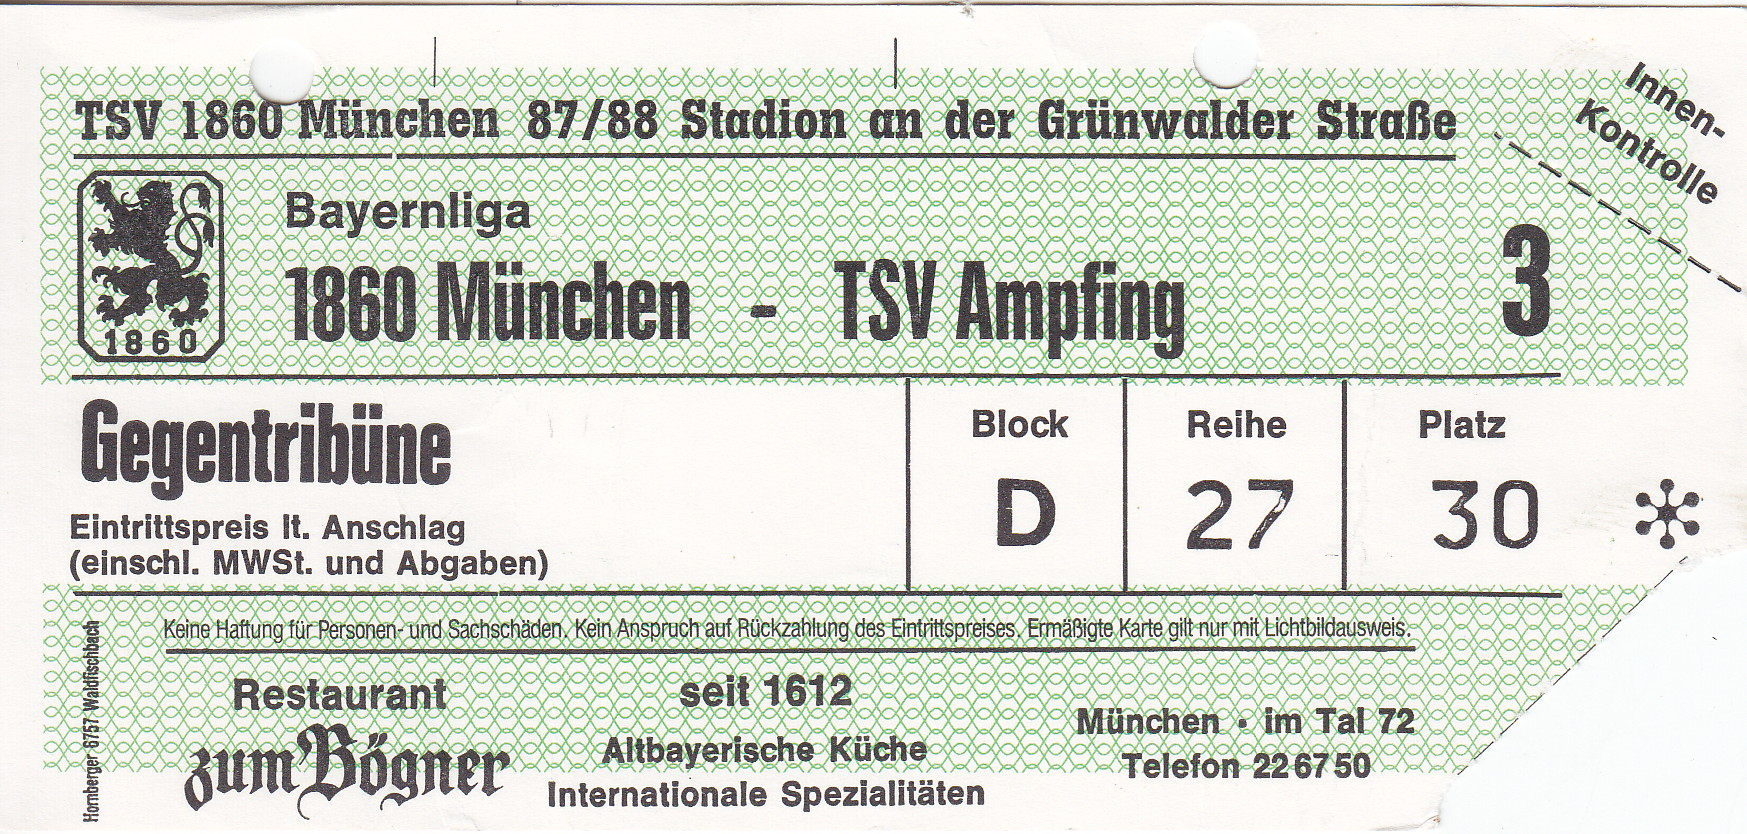 TSV 1860 München 87/88 Stadion an der Grünwalder Straße
Innen-
Kontrolle
Bayernliga
1860 München - TSV Ampfing
3
1860
Gegentribüne
Eintrittspreis lt. Anschlag
(einschl. MWSt. und Abgaben)
Block
D
Reihe
27
Platz
30
Keine Haftung für Personen- und Sachschäden. Kein Anspruch auf Rückzahlung des Eintrittspreises. Ermäßigte Karte gilt nur mit Lichtbildausweis.
Restaurant
zum Bögner
seit 1612
Altbayerische Küche
Internationale Spezialitäten
München · im Tal 72
Telefon 226750
Homberger 6757 Waldfischbach